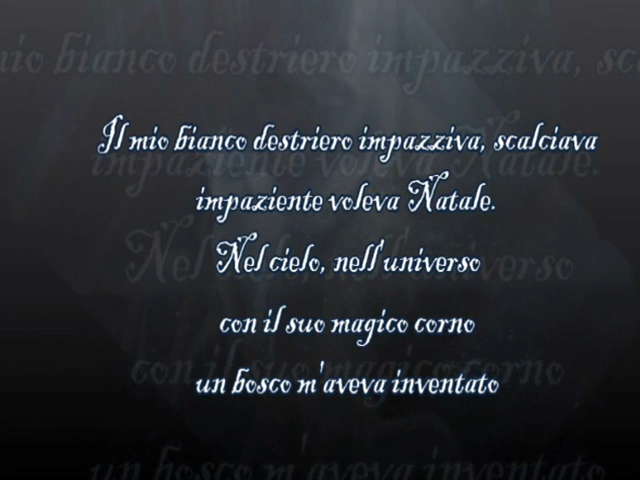 Il mio bianco destriero impazziva, scalciava
impaziente voleva Natale.
Nel cielo, nell'universo
con il suo magico corno
un bosco m'aveva inventato